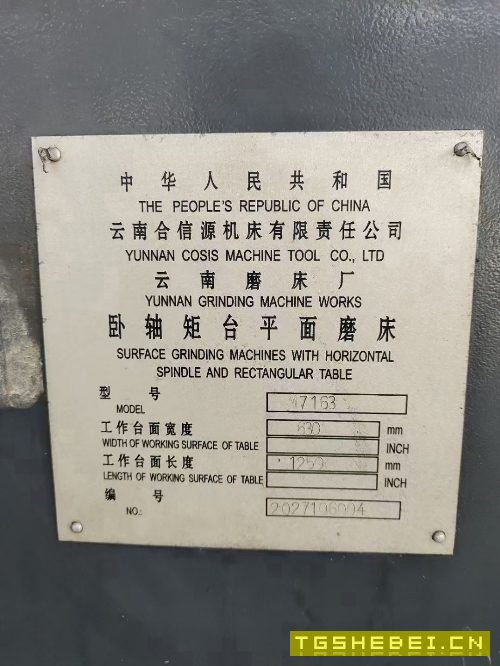 中华人民共和国
THE PEOPLE'S REPUBLIC OF CHINA
云南合信源机床有限责任公司
YUNNAN COSIS MACHINE TOOL CO., LTD
云南磨床厂
YUNNAN GRINDING MACHINE WORKS
卧轴矩台平面磨床
SURFACE GRINDING MACHINES WITH HORIZONTAL
SPINDLE AND RECTANGULAR TABLE
型号
MODEL 7163
工作台面宽度 630 mm
WIDTH OF WORKING SURFACE OF TABLE INCH
工作台面长度 1250 mm
LENGTH OF WORKING SURFACE OF TABLE INCH
编号
NO.: 2027106004
TGSHEBEI.CN